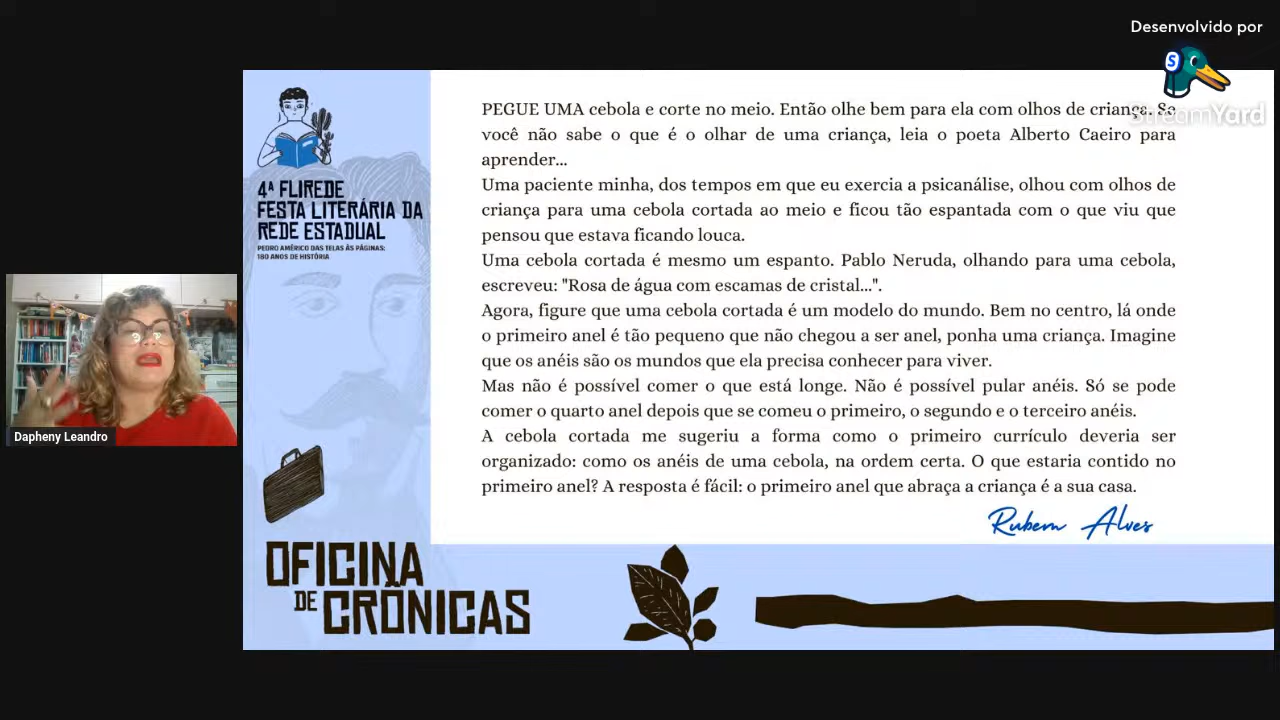 Desenvolvido por
StreamYard
4ª FLIREDE
FESTA LITERÁRIA DA
REDE ESTADUAL
PEDRO AMÉRICO DAS TELAS ÀS PÁGINAS:
180 ANOS DE HISTÓRIA
PEGUE UMA cebola e corte no meio. Então olhe bem para ela com olhos de criança. Se
você não sabe o que é o olhar de uma criança, leia o poeta Alberto Caeiro para
aprender...
Uma paciente minha, dos tempos em que eu exercia a psicanálise, olhou com olhos de
criança para uma cebola cortada ao meio e ficou tão espantada com o que viu que
pensou que estava ficando louca.
Uma cebola cortada é mesmo um espanto. Pablo Neruda, olhando para uma cebola,
escreveu: "Rosa de água com escamas de cristal...".
Agora, figure que uma cebola cortada é um modelo do mundo. Bem no centro, lá onde
o primeiro anel é tão pequeno que não chegou a ser anel, ponha uma criança. Imagine
que os anéis são os mundos que ela precisa conhecer para viver.
Mas não é possível comer o que está longe. Não é possível pular anéis. Só se pode
comer o quarto anel depois que se comeu o primeiro, o segundo e o terceiro anéis.
A cebola cortada me sugeriu a forma como o primeiro currículo deveria ser
organizado: como os anéis de uma cebola, na ordem certa. O que estaria contido no
primeiro anel? A resposta é fácil: o primeiro anel que abraça a criança é a sua casa.
Rubem Alves
Dapheny Leandro
OFICINA
DE CRÔNICAS